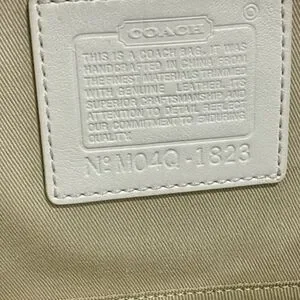 COACH
THIS IS A COACH BAG. IT WAS
HANDCRAFTED IN CHINA FROM
THE FINEST MATERIALS TRIMMED
WITH GENUINE LEATHER.
SUPERIOR CRAFTSMANSHIP AND
ATTENTION TO DETAIL REFLECT
OUR COMMITMENT TO ENDURING
QUALITY.
Nº M04Q-1823